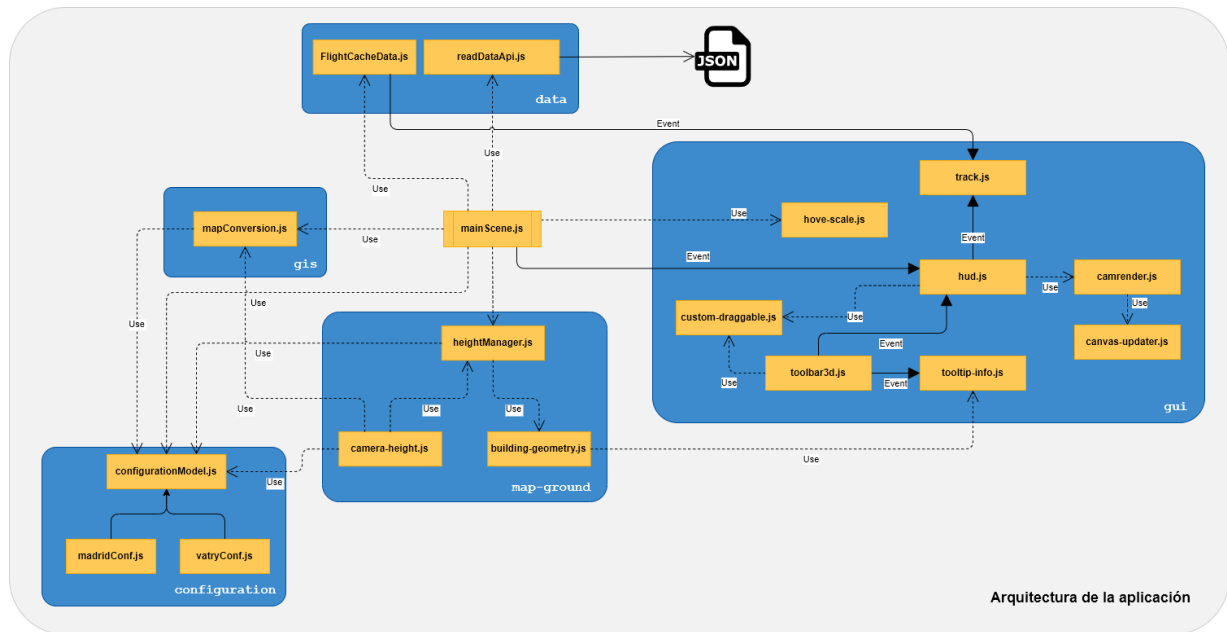 FlightCacheData.js
readDataApi.js
JSON
data
Event
Use
Use
track.js
mapConversion.js
gis
Use
mainScene.js
Use
hove-scale.js
Event
Event
hud.js
Use
camrender.js
Use
canvas-updater.js
custom-draggable.js
Use
Event
Use
toolbar3d.js
Event
tooltip-info.js
gui
Use
Use
Use
heightManager.js
Use
Use
Use
Use
camera-height.js
building-geometry.js
Use
map-ground
configurationModel.js
Use
madridConf.js
vatryConf.js
configuration
Arquitectura de la aplicación